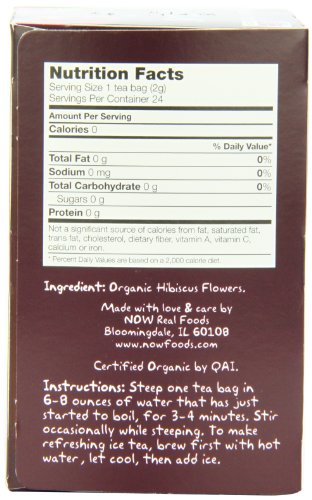 Nutrition Facts
Serving Size 1 tea bag (2g)
Servings Per Container 24
Amount Per Serving
Calories 0
% Daily Value*
Total Fat 0 g 0%
Sodium 0 mg 0%
Total Carbohydrate 0 g 0%
Sugars 0 g
Protein 0 g
Not a significant source of calories from fat, saturated fat,
trans fat, cholesterol, dietary fiber, vitamin A, vitamin C,
calcium or iron.
* Percent Daily Values are based on a 2,000 calorie diet.
Ingredient: Organic Hibiscus Flowers.
Made with love & care by
NOW Real Foods
Bloomingdale, IL 60108
www.nowfoods.com
Certified Organic by QAI.
Instructions: Steep one tea bag in
6-8 ounces of water that has just
started to boil, for 3-4 minutes. Stir
occasionally while steeping. To make
refreshing ice tea, brew first with hot
water, let cool, then add ice.